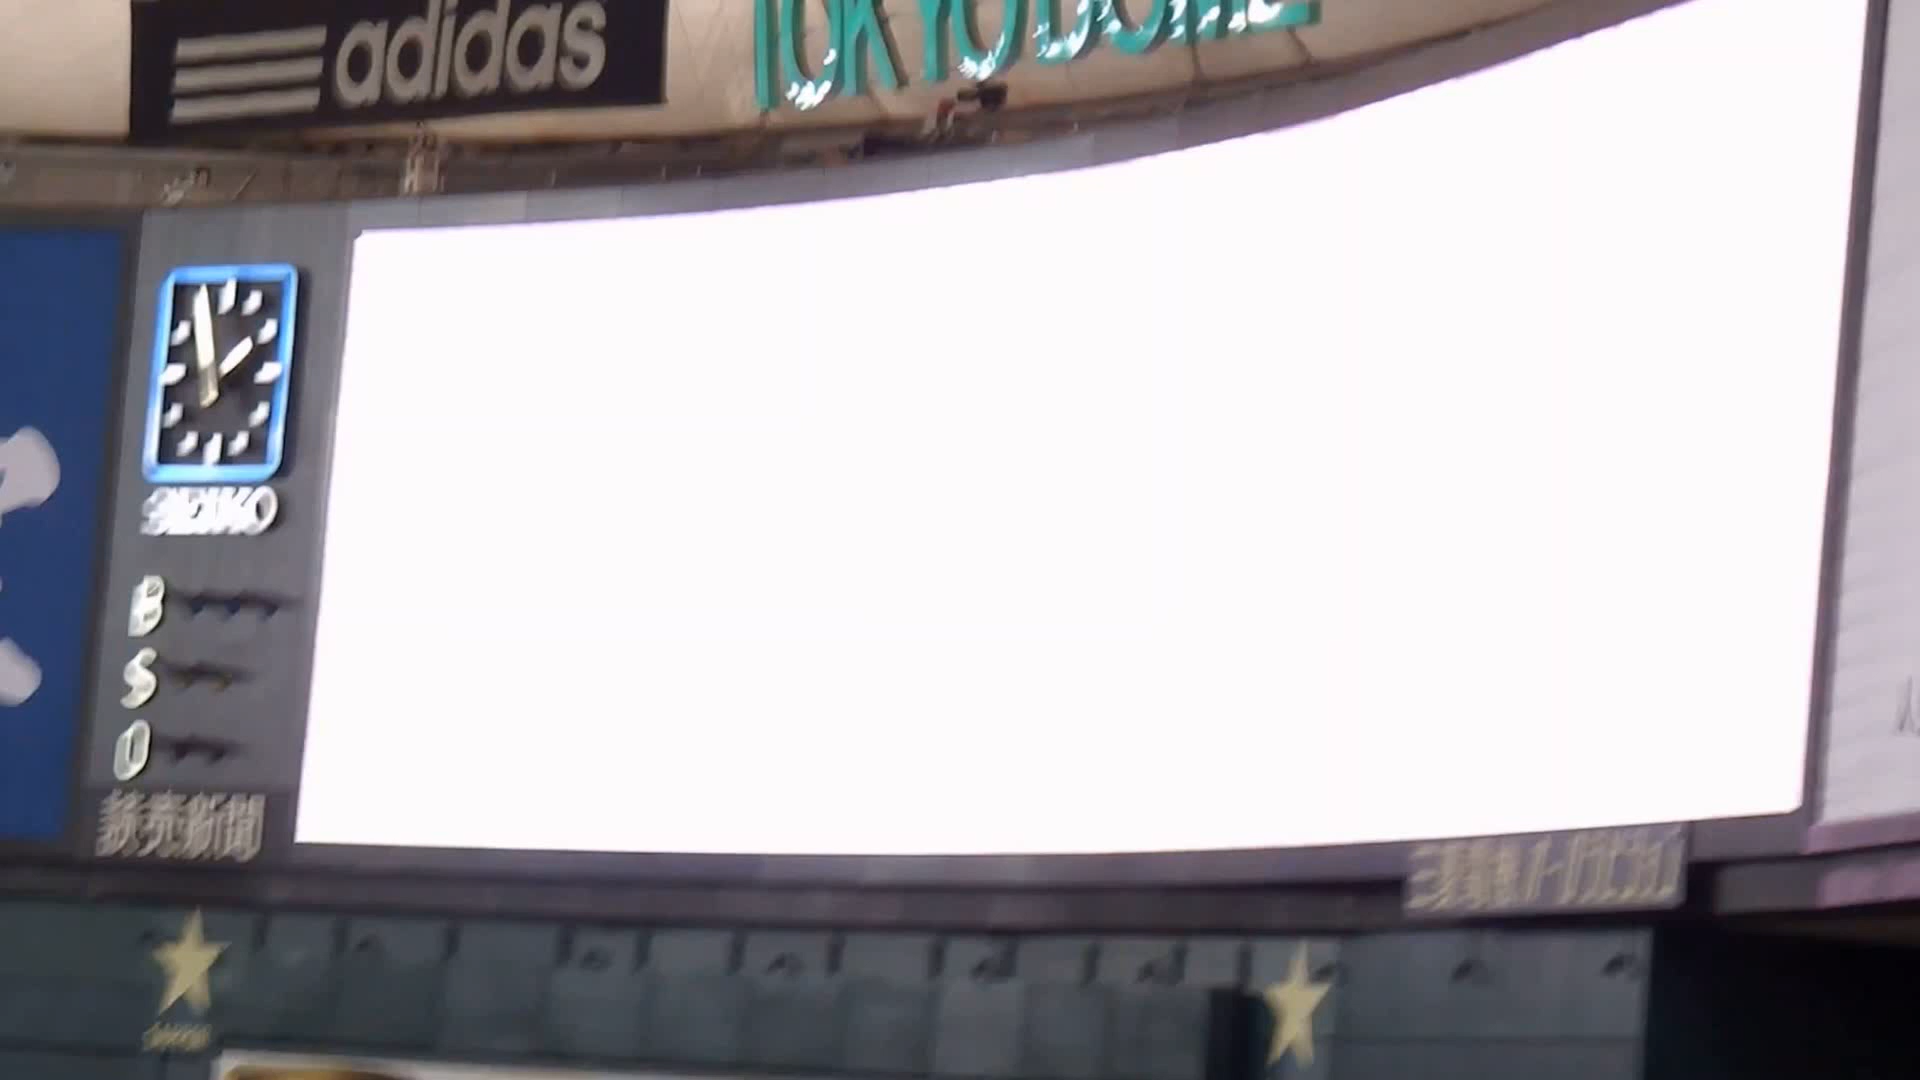 adidas
TOKYO DOME
SEIKO
B
S
O
読売新聞